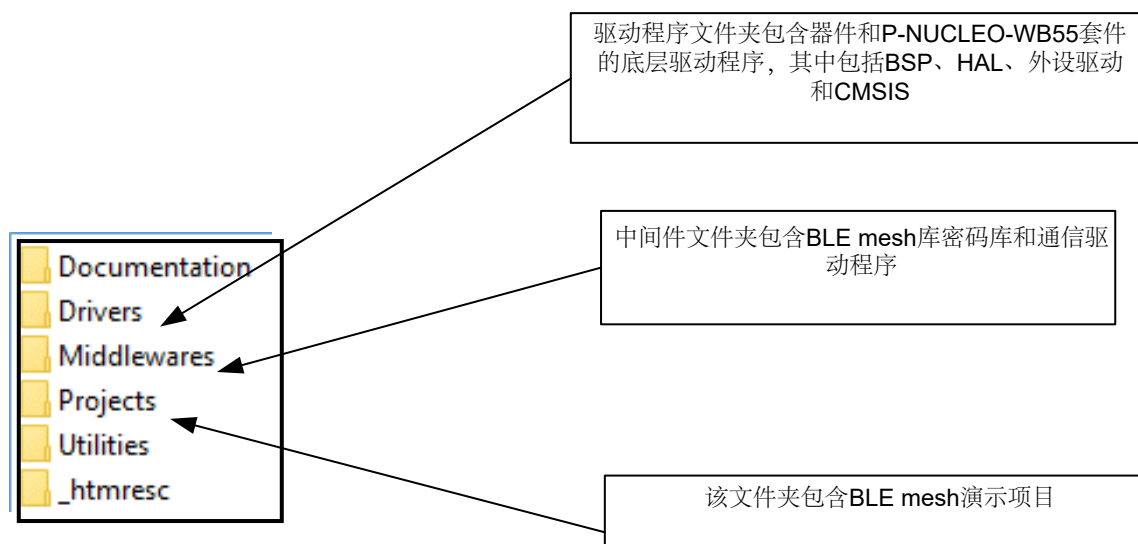 驱动程序文件夹包含器件和P-NUCLEO-WB55套件
的底层驱动程序，其中包括BSP、HAL、外设驱动
和CMSIS
中间件文件夹包含BLE mesh库密码库和通信驱
动程序
Documentation
Drivers
Middlewares
Projects
Utilities
_htmresc
该文件夹包含BLE mesh演示项目